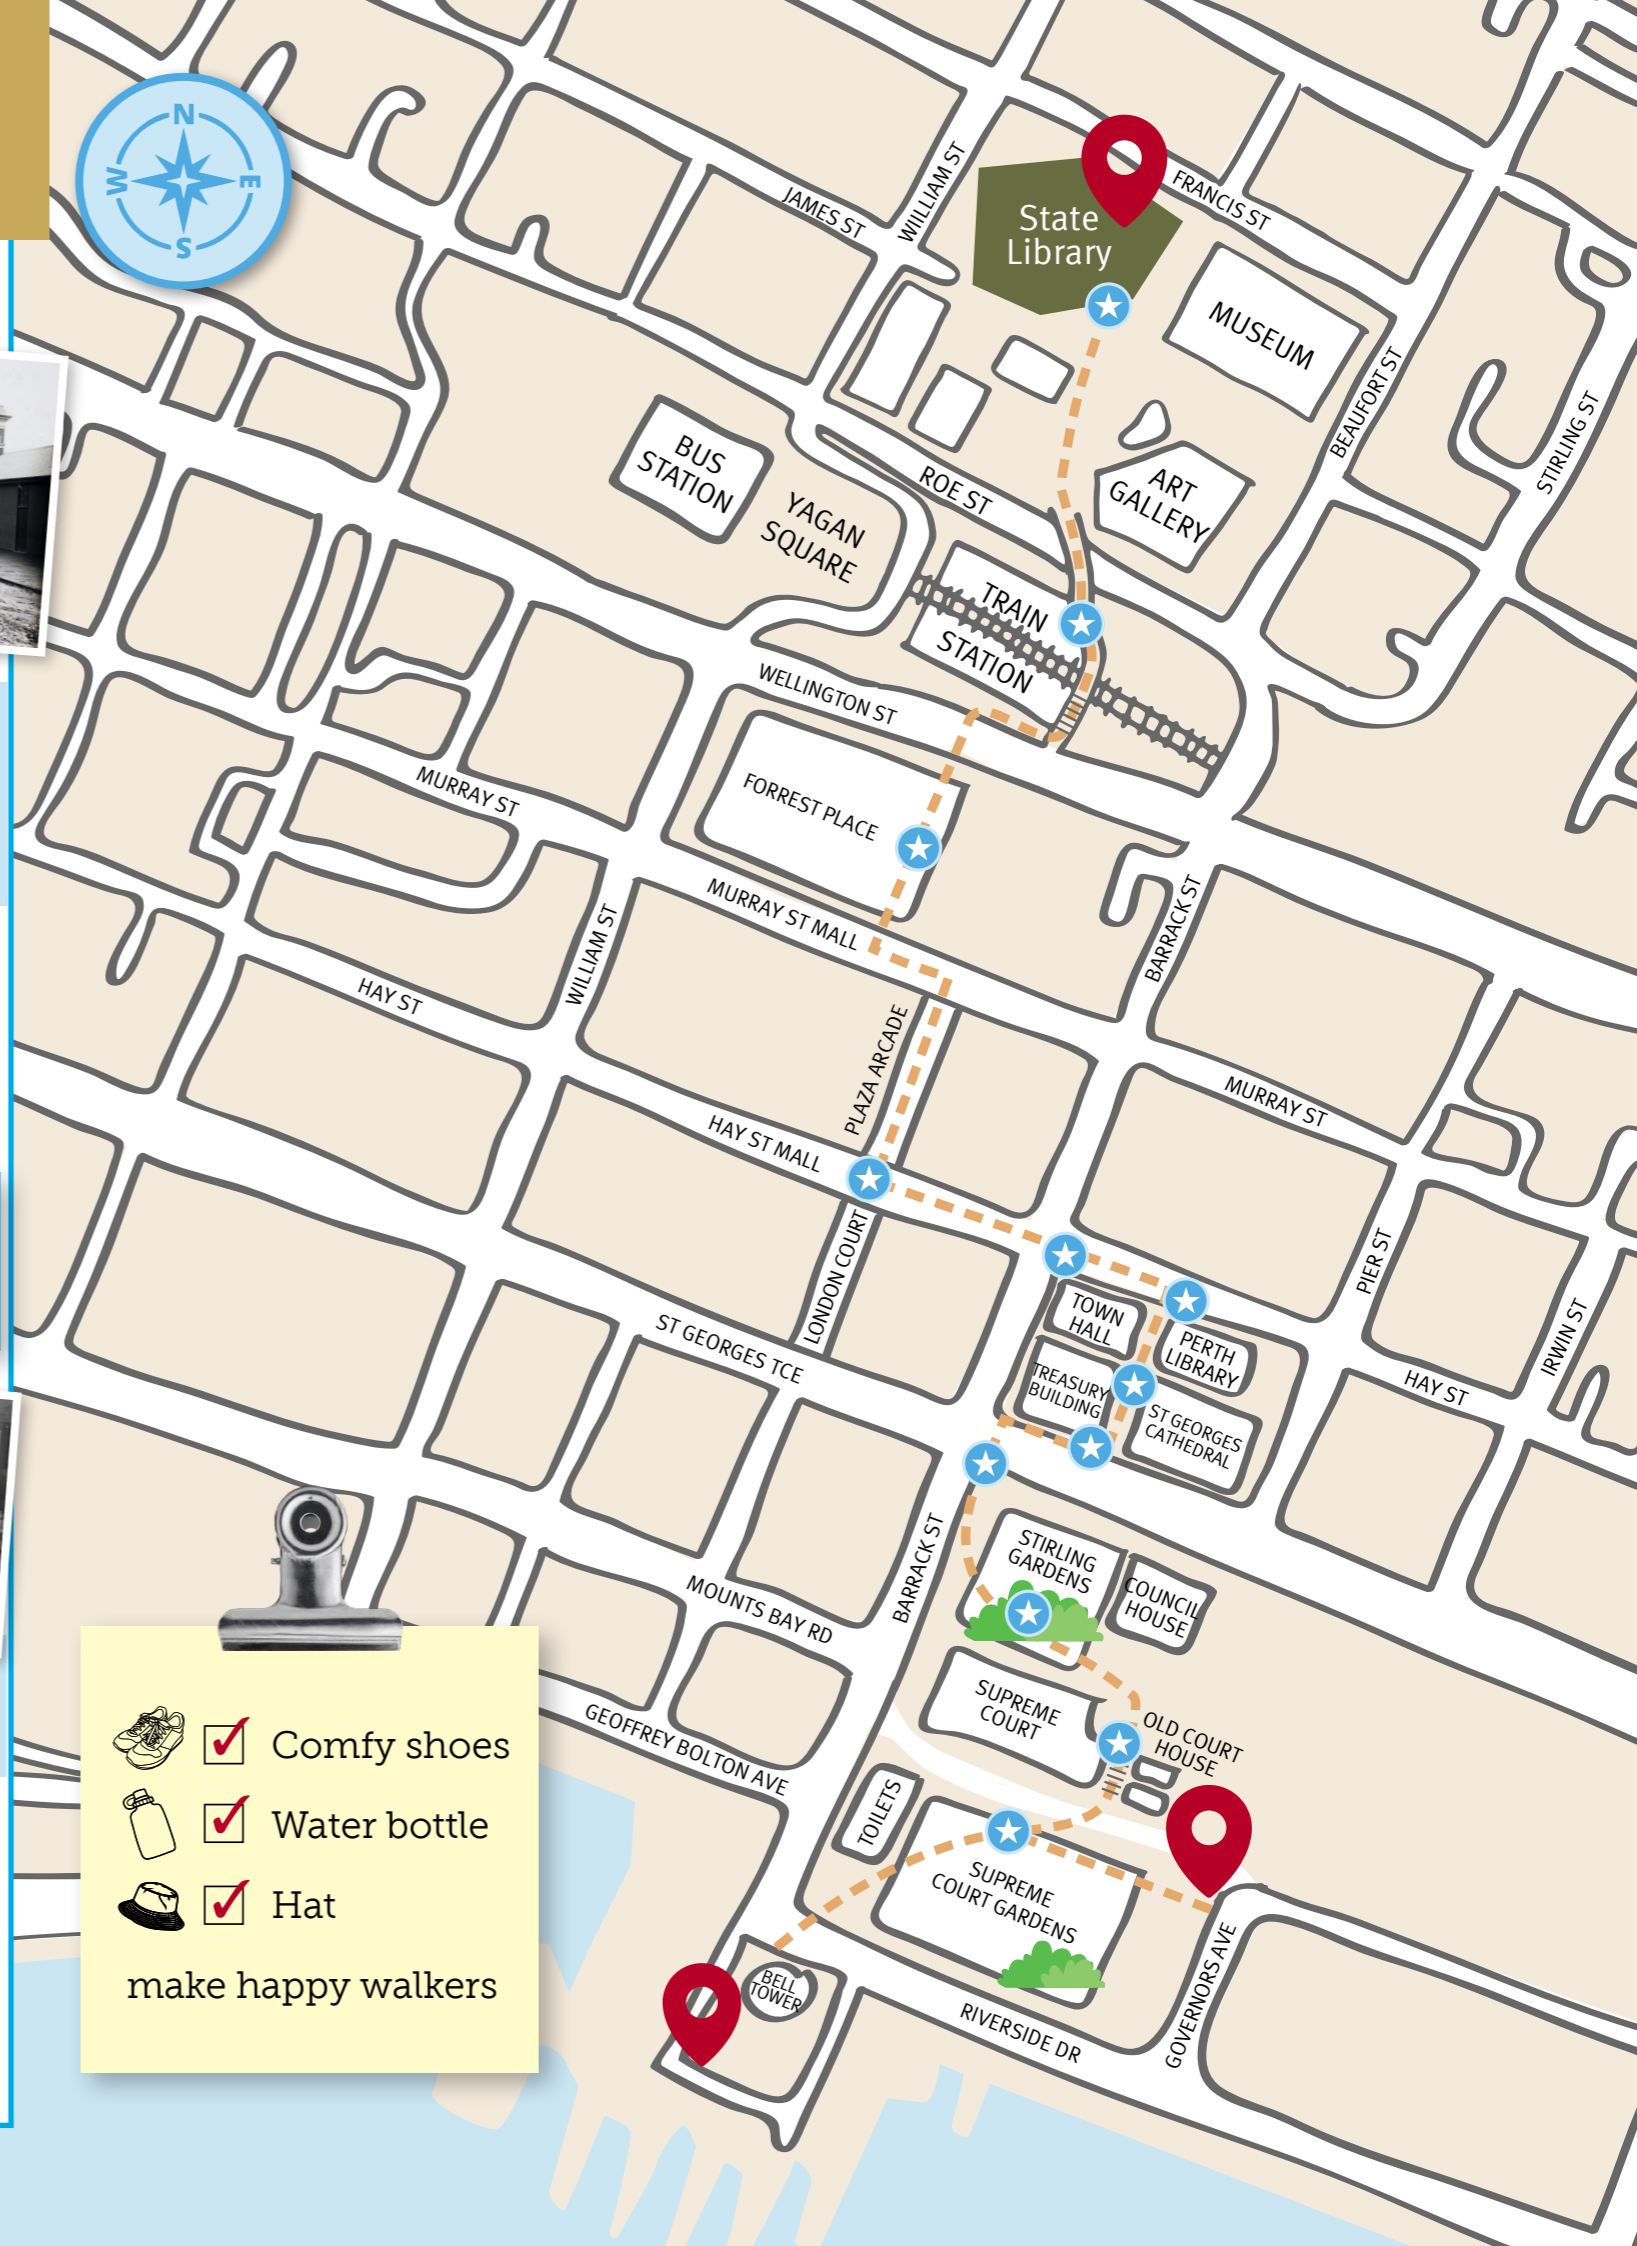 N
W
E
S
JAMES ST
WILLIAM ST
FRANCIS ST
State
Library
MUSEUM
BEAUFORT ST
STIRLING ST
BUS
STATION
YAGAN
SQUARE
ROE ST
ART
GALLERY
TRAIN
STATION
WELLINGTON ST
FORREST PLACE
MURRAY ST
MURRAY ST MALL
WILLIAM ST
BARRACK ST
HAY ST
PLAZA ARCADE
MURRAY ST
HAY ST MALL
LONDON COURT
PIER ST
IRWIN ST
ST GEORGES TCE
TOWN
HALL
PERTH
LIBRARY
TREASURY
BUILDING
ST GEORGES
CATHEDRAL
HAY ST
BARRACK ST
STIRLING
GARDENS
COUNCIL
HOUSE
MOUNTS BAY RD
SUPREME
COURT
OLD COURT
HOUSE
GEOFFREY BOLTON AVE
TOILETS
SUPREME
COURT GARDENS
BELL
TOWER
RIVERSIDE DR
GOVERNORS AVE
Comfy shoes
Water bottle
Hat
make happy walkers